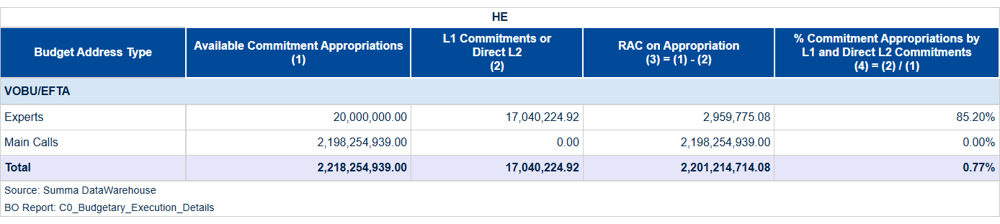 HE
Budget Address Type | Available Commitment Appropriations (1) | L1 Commitments or Direct L2 (2) | RAC on Appropriation (3) = (1) - (2) | % Commitment Appropriations by L1 and Direct L2 Commitments (4) = (2) / (1)
VOBU/EFTA
Experts 20,000,000.00 17,040,224.92 2,959,775.08 85.20%
Main Calls 2,198,254,939.00 0.00 2,198,254,939.00 0.00%
Total 2,218,254,939.00 17,040,224.92 2,201,214,714.08 0.77%
Source: Summa DataWarehouse
BO Report: C0_Budgetary_Execution_Details